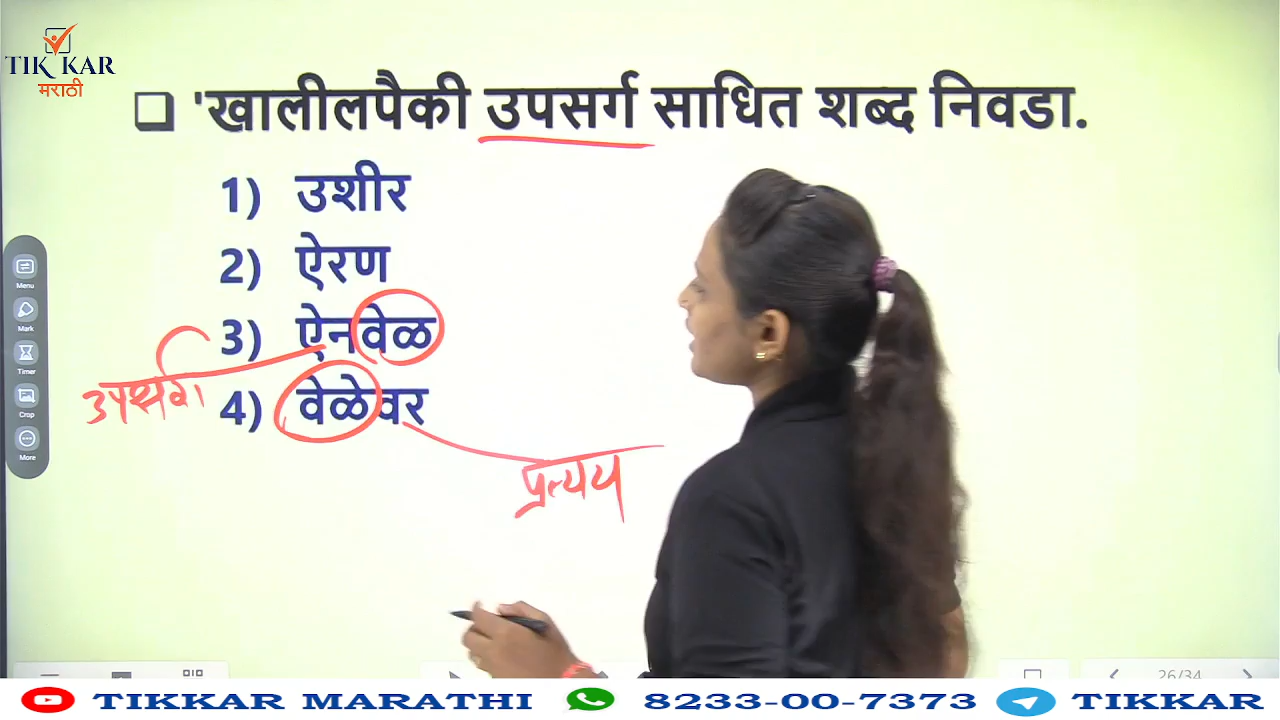 TIK KAR
मराठी
❑ 'खालीलपैकी उपसर्ग साधित शब्द निवडा.
1) उशीर
2) ऐरण
3) ऐनवेळ
4) वेळेवर
उपसर्ग
प्रत्यय
Menu
Mark
Timer
Crop
More
26/34
TIKKAR MARATHI 8233-00-7373 TIKKAR